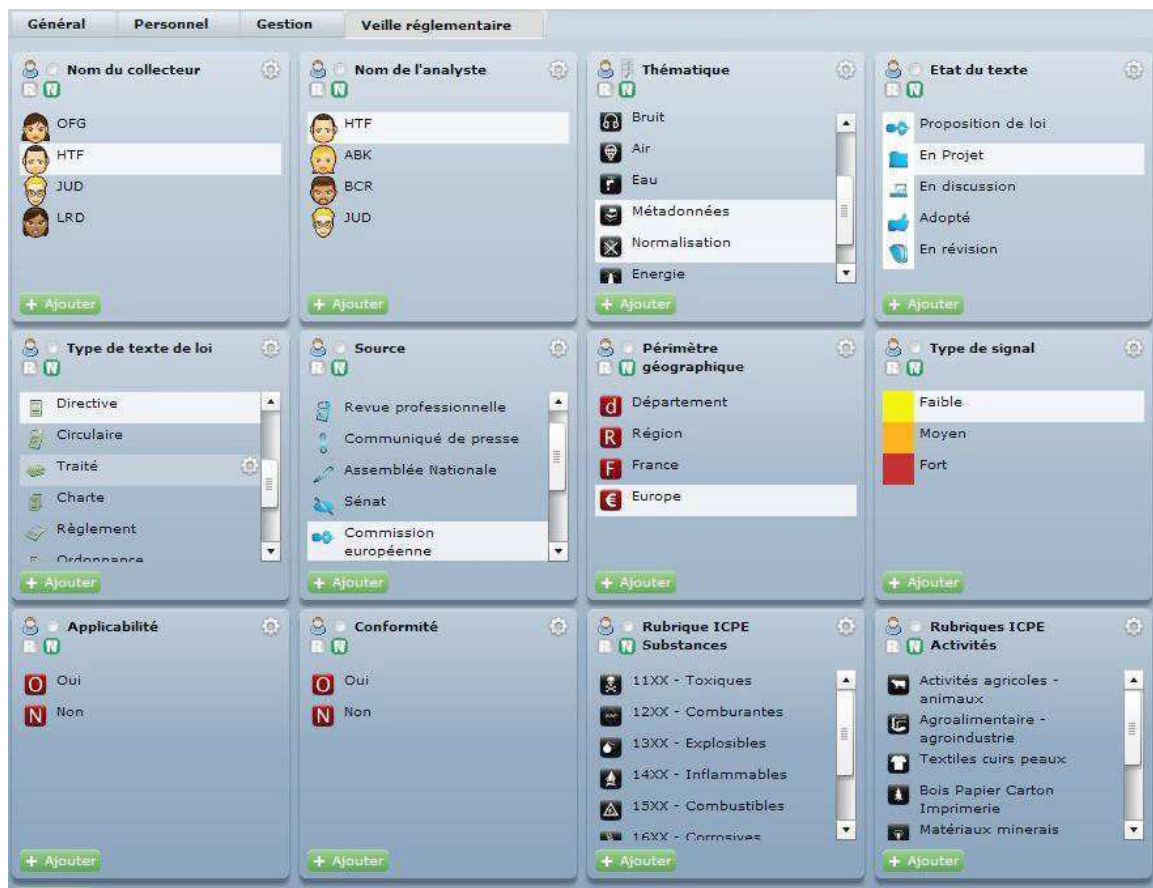 Général Personnel Gestion Veille réglementaire
Nom du collecteur
R N
OFG
HTF
JUD
LRD
+ Ajouter
Nom de l'analyste
R N
HTF
ABK
BCR
JUD
+ Ajouter
Thématique
R N
Bruit
Air
Eau
Métadonnées
Normalisation
Energie
+ Ajouter
Etat du texte
R N
Proposition de loi
En Projet
En discussion
Adopté
En révision
+ Ajouter
Type de texte de loi
R N
Directive
Circulaire
Traité
Charte
Règlement
Ordonnance
+ Ajouter
Source
R N
Revue professionnelle
Communiqué de presse
Assemblée Nationale
Sénat
Commission
européenne
+ Ajouter
Périmètre
R N géographique
d Département
R Région
F France
€ Europe
+ Ajouter
Type de signal
R N
Faible
Moyen
Fort
+ Ajouter
Applicabilité
R N
O Oui
N Non
+ Ajouter
Conformité
R N
O Oui
N Non
+ Ajouter
Rubrique ICPE
R N Substances
11XX - Toxiques
12XX - Comburantes
13XX - Explosibles
14XX - Inflammables
15XX - Combustibles
16XX - Corrosives
+ Ajouter
Rubriques ICPE
R N Activités
Activités agricoles -
animaux
Agroalimentaire -
agroindustrie
Textiles cuirs peaux
Bois Papier Carton
Imprimerie
Matériaux minerais
+ Ajouter